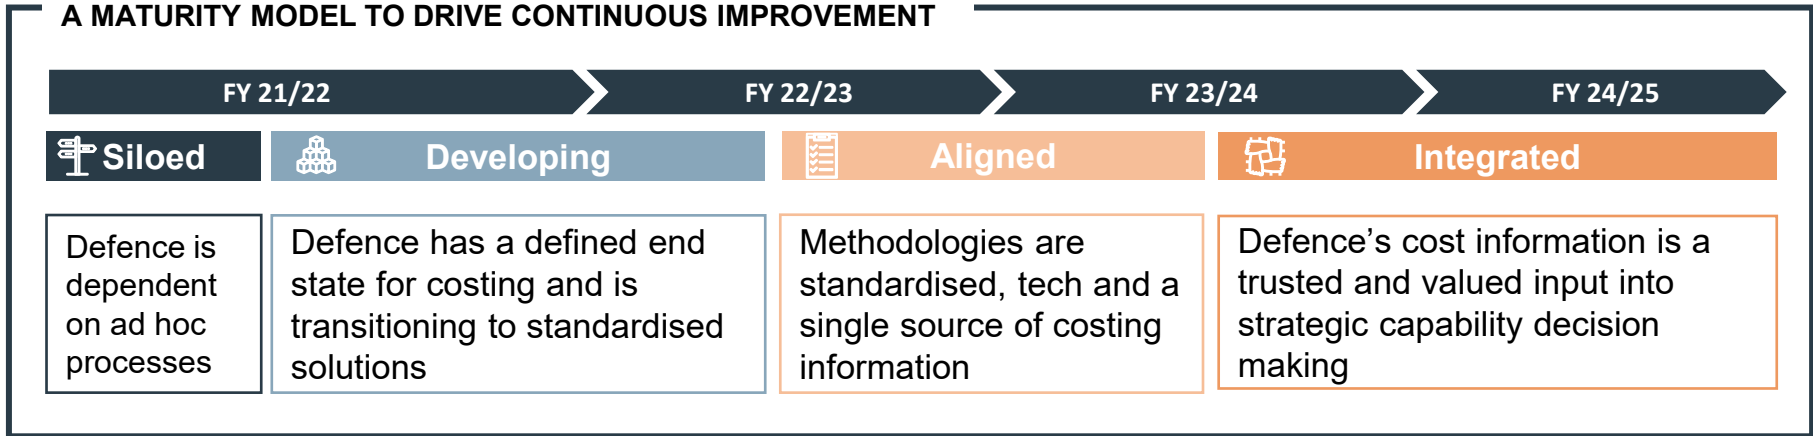 A MATURITY MODEL TO DRIVE CONTINUOUS IMPROVEMENT
FY 21/22
FY 22/23
FY 23/24
FY 24/25
Siloed
Developing
Aligned
Integrated
Defence is
dependent
on ad hoc
processes
Defence has a defined end
state for costing and is
transitioning to standardised
solutions
Methodologies are
standardised, tech and a
single source of costing
information
Defence’s cost information is a
trusted and valued input into
strategic capability decision
making